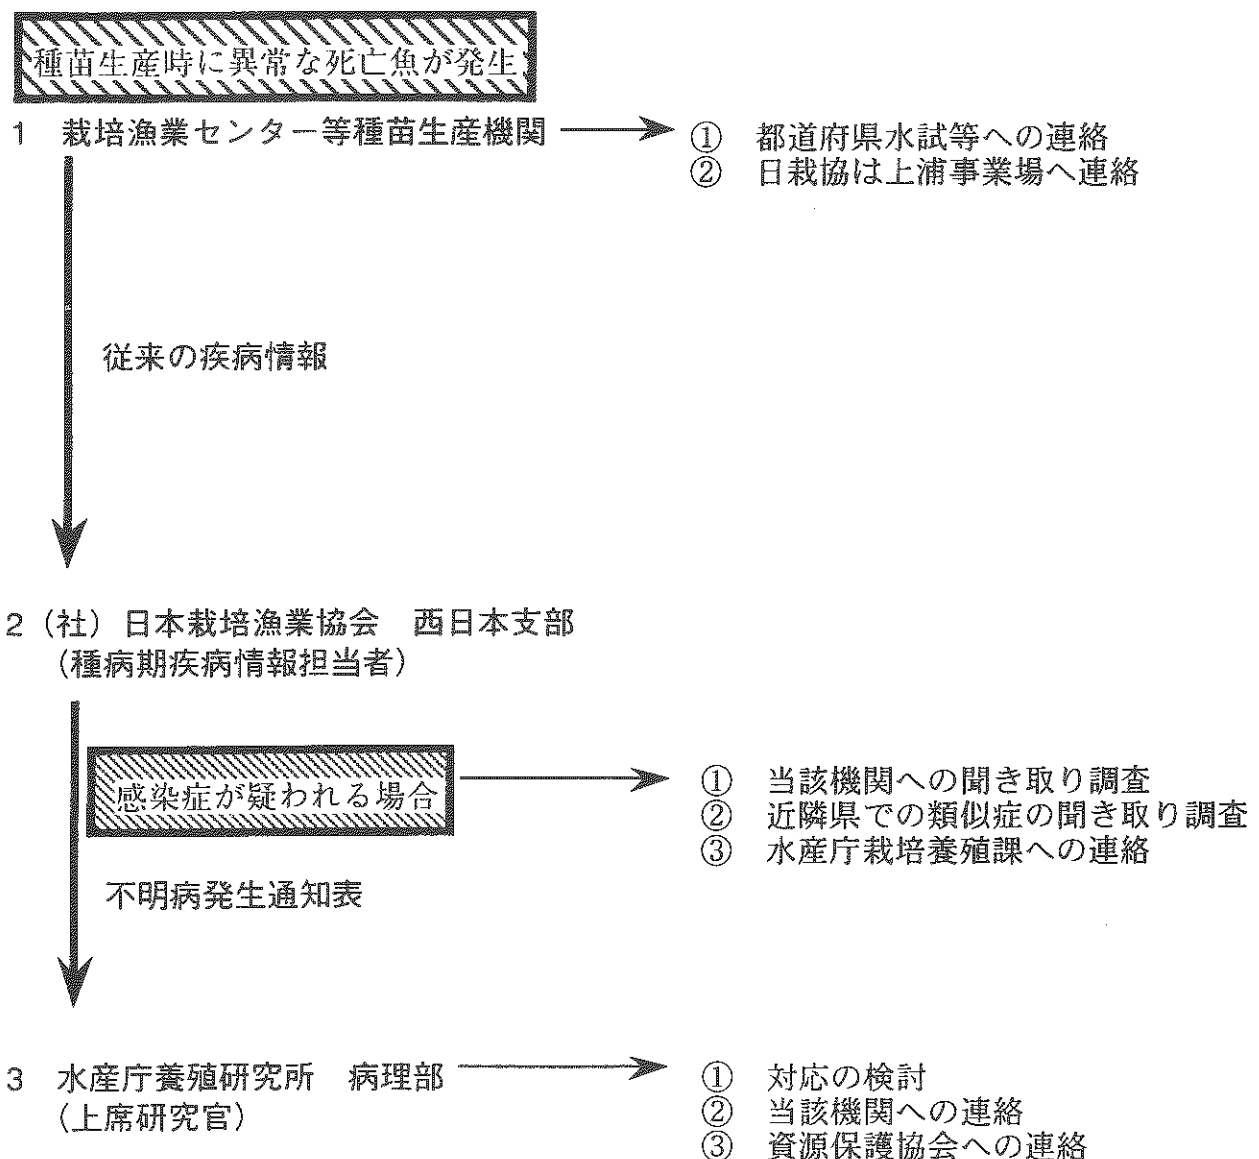 種苗生産時に異常な死亡魚が発生
1 栽培漁業センター等種苗生産機関
① 都道府県水試等への連絡
② 日栽協は上浦事業場へ連絡
従来の疾病情報
2(社)日本栽培漁業協会 西日本支部
(種病期疾病情報担当者)
感染症が疑われる場合
① 当該機関への聞き取り調査
② 近隣県での類似症の聞き取り調査
③ 水産庁栽培養殖課への連絡
不明病発生通知表
3 水産庁養殖研究所 病理部
(上席研究官)
① 対応の検討
② 当該機関への連絡
③ 資源保護協会への連絡